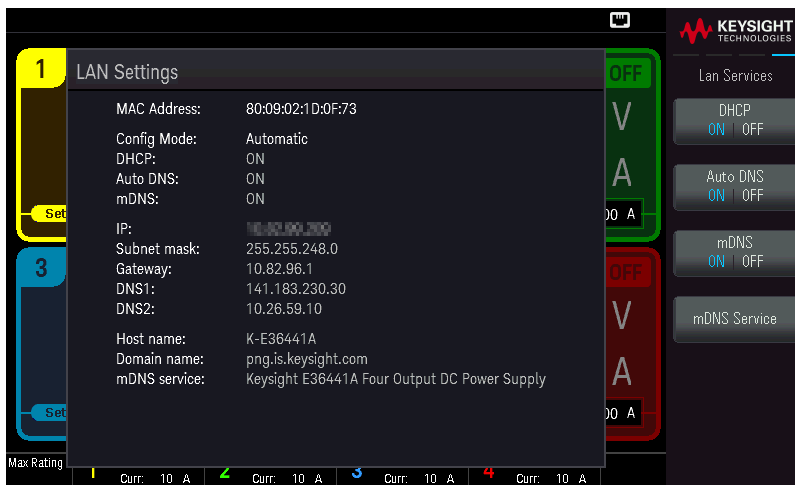 KEYSIGHT
TECHNOLOGIES
1
LAN Settings
OFF
Lan Services
MAC Address: 80:09:02:1D:0F:73
DHCP
ON | OFF
V
Config Mode: Automatic
DHCP: ON
Auto DNS: ON
mDNS: ON
A
Auto DNS
ON | OFF
Set
00 A
IP:
Subnet mask: 255.255.248.0
Gateway: 10.82.96.1
DNS1: 141.183.230.30
DNS2: 10.26.59.10
mDNS
ON | OFF
3
OFF
mDNS Service
V
Host name: K-E36441A
Domain name: png.is.keysight.com
mDNS service: Keysight E36441A Four Output DC Power Supply
A
Set
00 A
Max Rating
1 Curr: 10 A 2 Curr: 10 A 3 Curr: 10 A 4 Curr: 10 A